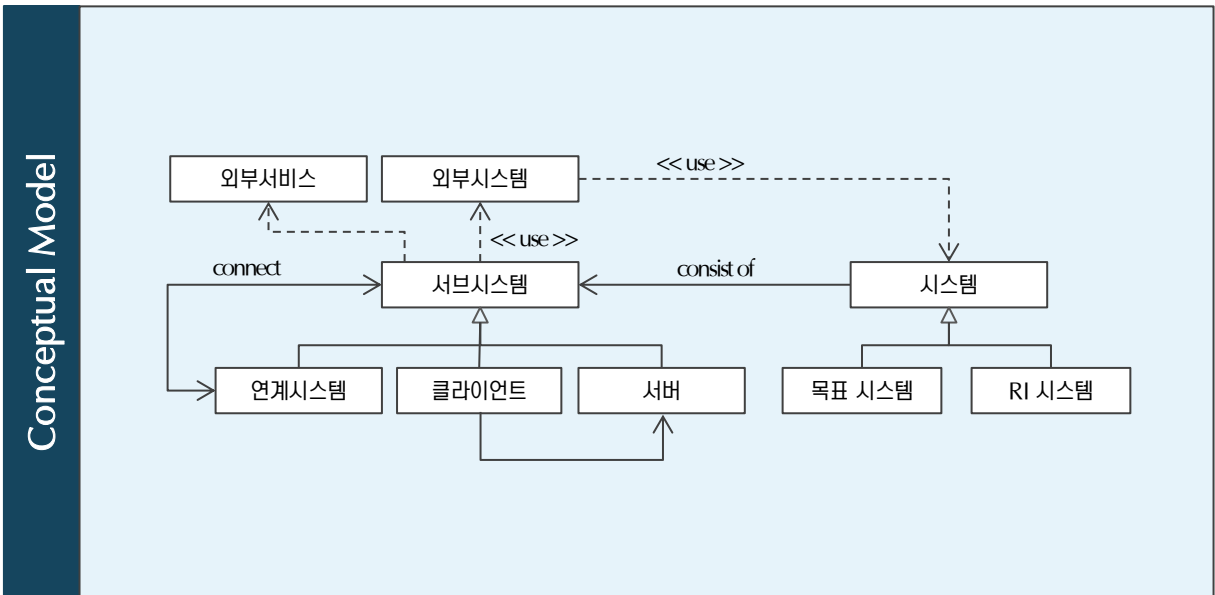 Conceptual Model
외부서비스
외부시스템
<< use >>
<< use >>
connect
서브시스템
consist of
시스템
연계시스템
클라이언트
서버
목표 시스템
RI 시스템